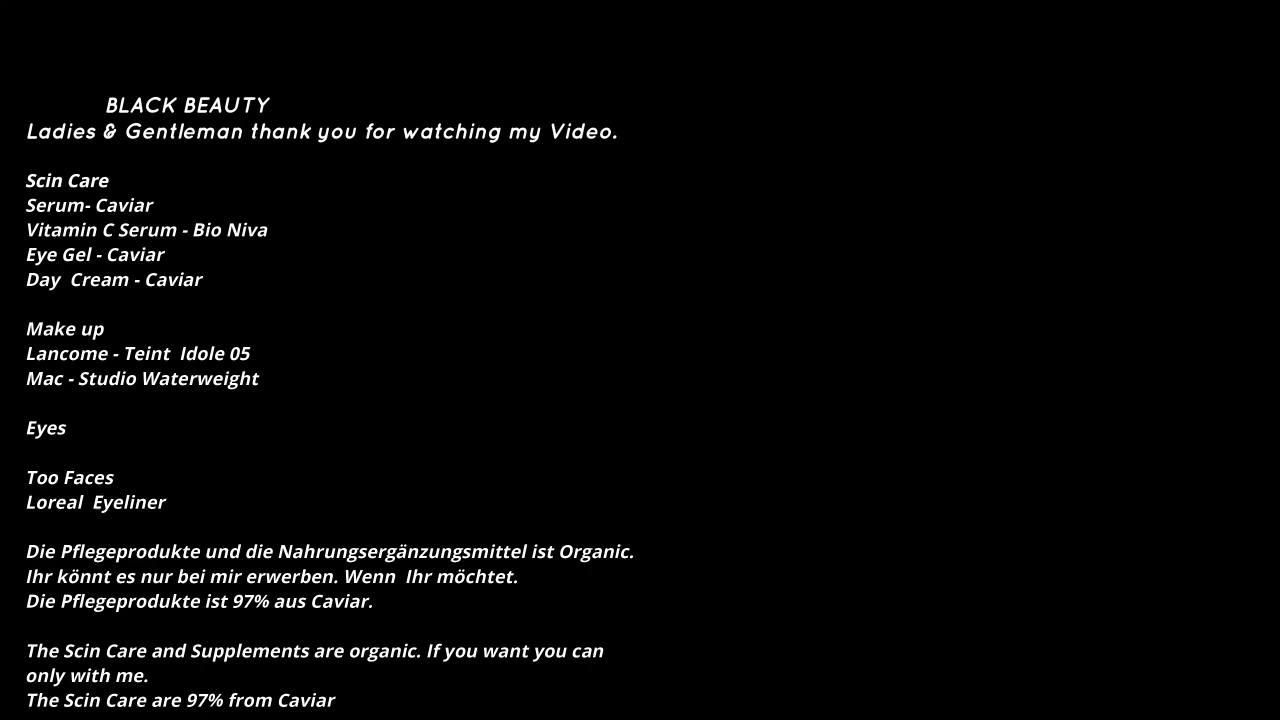 BLACK BEAUTY
Ladies & Gentleman thank you for watching my Video.
Scin Care
Serum- Caviar
Vitamin C Serum - Bio Niva
Eye Gel - Caviar
Day  Cream - Caviar
Make up
Lancome - Teint  Idole 05
Mac - Studio Waterweight
Eyes
Too Faces
Loreal  Eyeliner
Die Pflegeprodukte und die Nahrungsergänzungsmittel ist Organic.
Ihr könnt es nur bei mir erwerben. Wenn  Ihr möchtet.
Die Pflegeprodukte ist 97% aus Caviar.
The Scin Care and Supplements are organic. If you want you can
only with me.
The Scin Care are 97% from Caviar